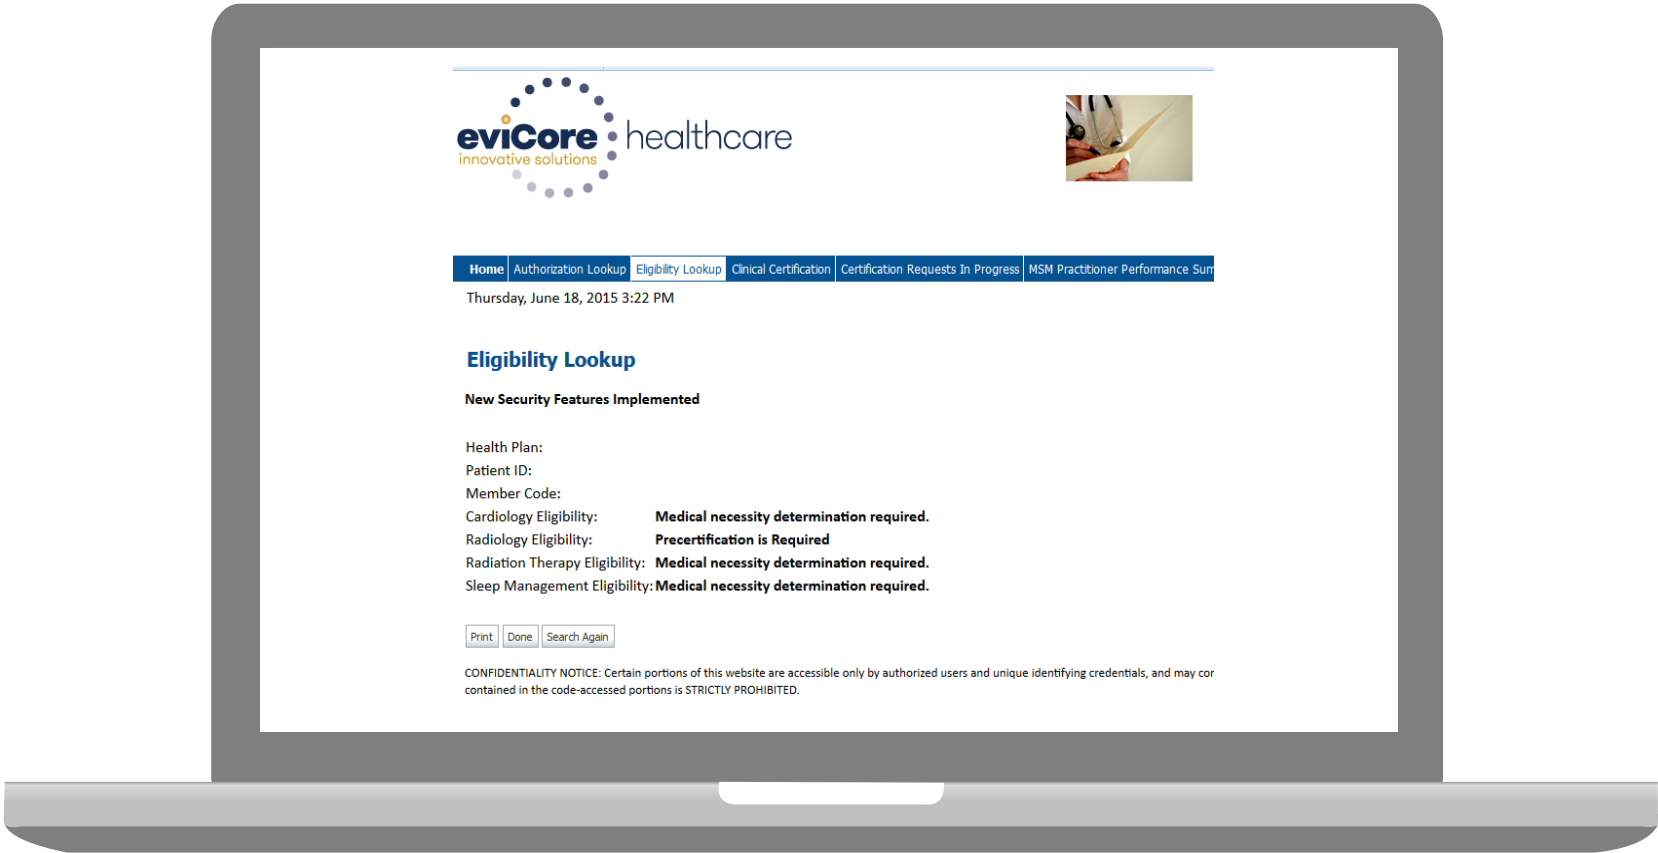 eviCore healthcare
innovative solutions
Home Authorization Lookup Eligibility Lookup Clinical Certification Certification Requests In Progress MSM Practitioner Performance Sum
Thursday, June 18, 2015 3:22 PM
Eligibility Lookup
New Security Features Implemented
Health Plan:
Patient ID:
Member Code:
Cardiology Eligibility: Medical necessity determination required.
Radiology Eligibility: Precertification is Required
Radiation Therapy Eligibility: Medical necessity determination required.
Sleep Management Eligibility: Medical necessity determination required.
Print Done Search Again
CONFIDENTIALITY NOTICE: Certain portions of this website are accessible only by authorized users and unique identifying credentials, and may cor
contained in the code-accessed portions is STRICTLY PROHIBITED.